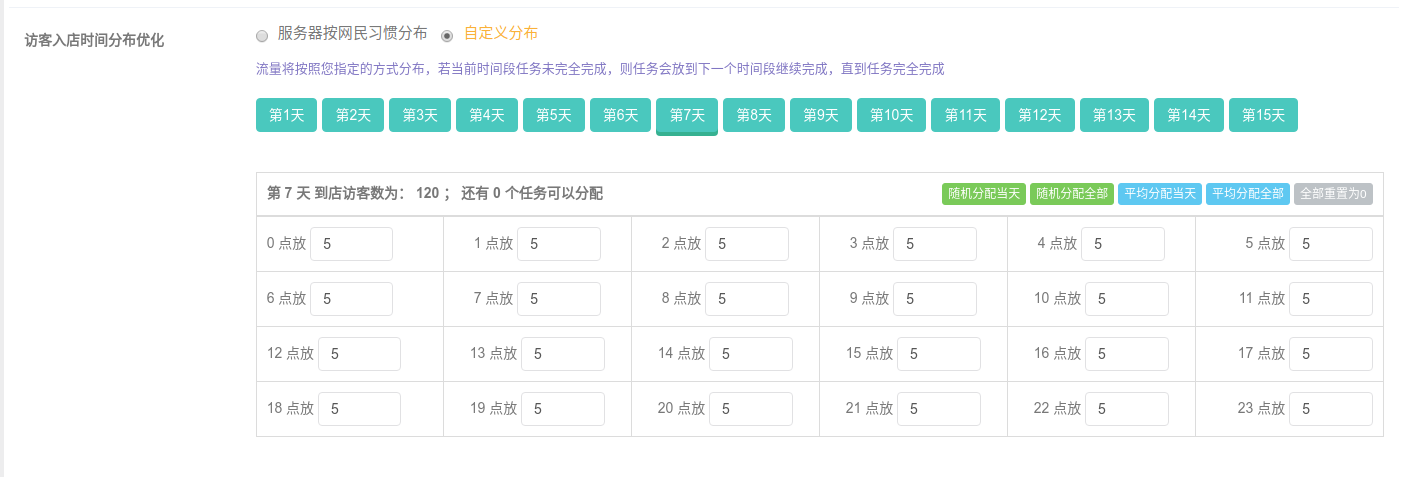 访客入店时间分布优化
服务器按网民习惯分布 自定义分布
流量将按照您指定的方式分布，若当前时间段任务未完全完成，则任务会放到下一个时间段继续完成，直到任务完全完成
第1天 第2天 第3天 第4天 第5天 第6天 第7天 第8天 第9天 第10天 第11天 第12天 第13天 第14天 第15天
第 7 天 到店访客数为： 120 ； 还有 0 个任务可以分配 随机分配当天 随机分配全部 平均分配当天 平均分配全部 全部重置为0
0 点放 5 1 点放 5 2 点放 5 3 点放 5 4 点放 5 5 点放 5
6 点放 5 7 点放 5 8 点放 5 9 点放 5 10 点放 5 11 点放 5
12 点放 5 13 点放 5 14 点放 5 15 点放 5 16 点放 5 17 点放 5
18 点放 5 19 点放 5 20 点放 5 21 点放 5 22 点放 5 23 点放 5